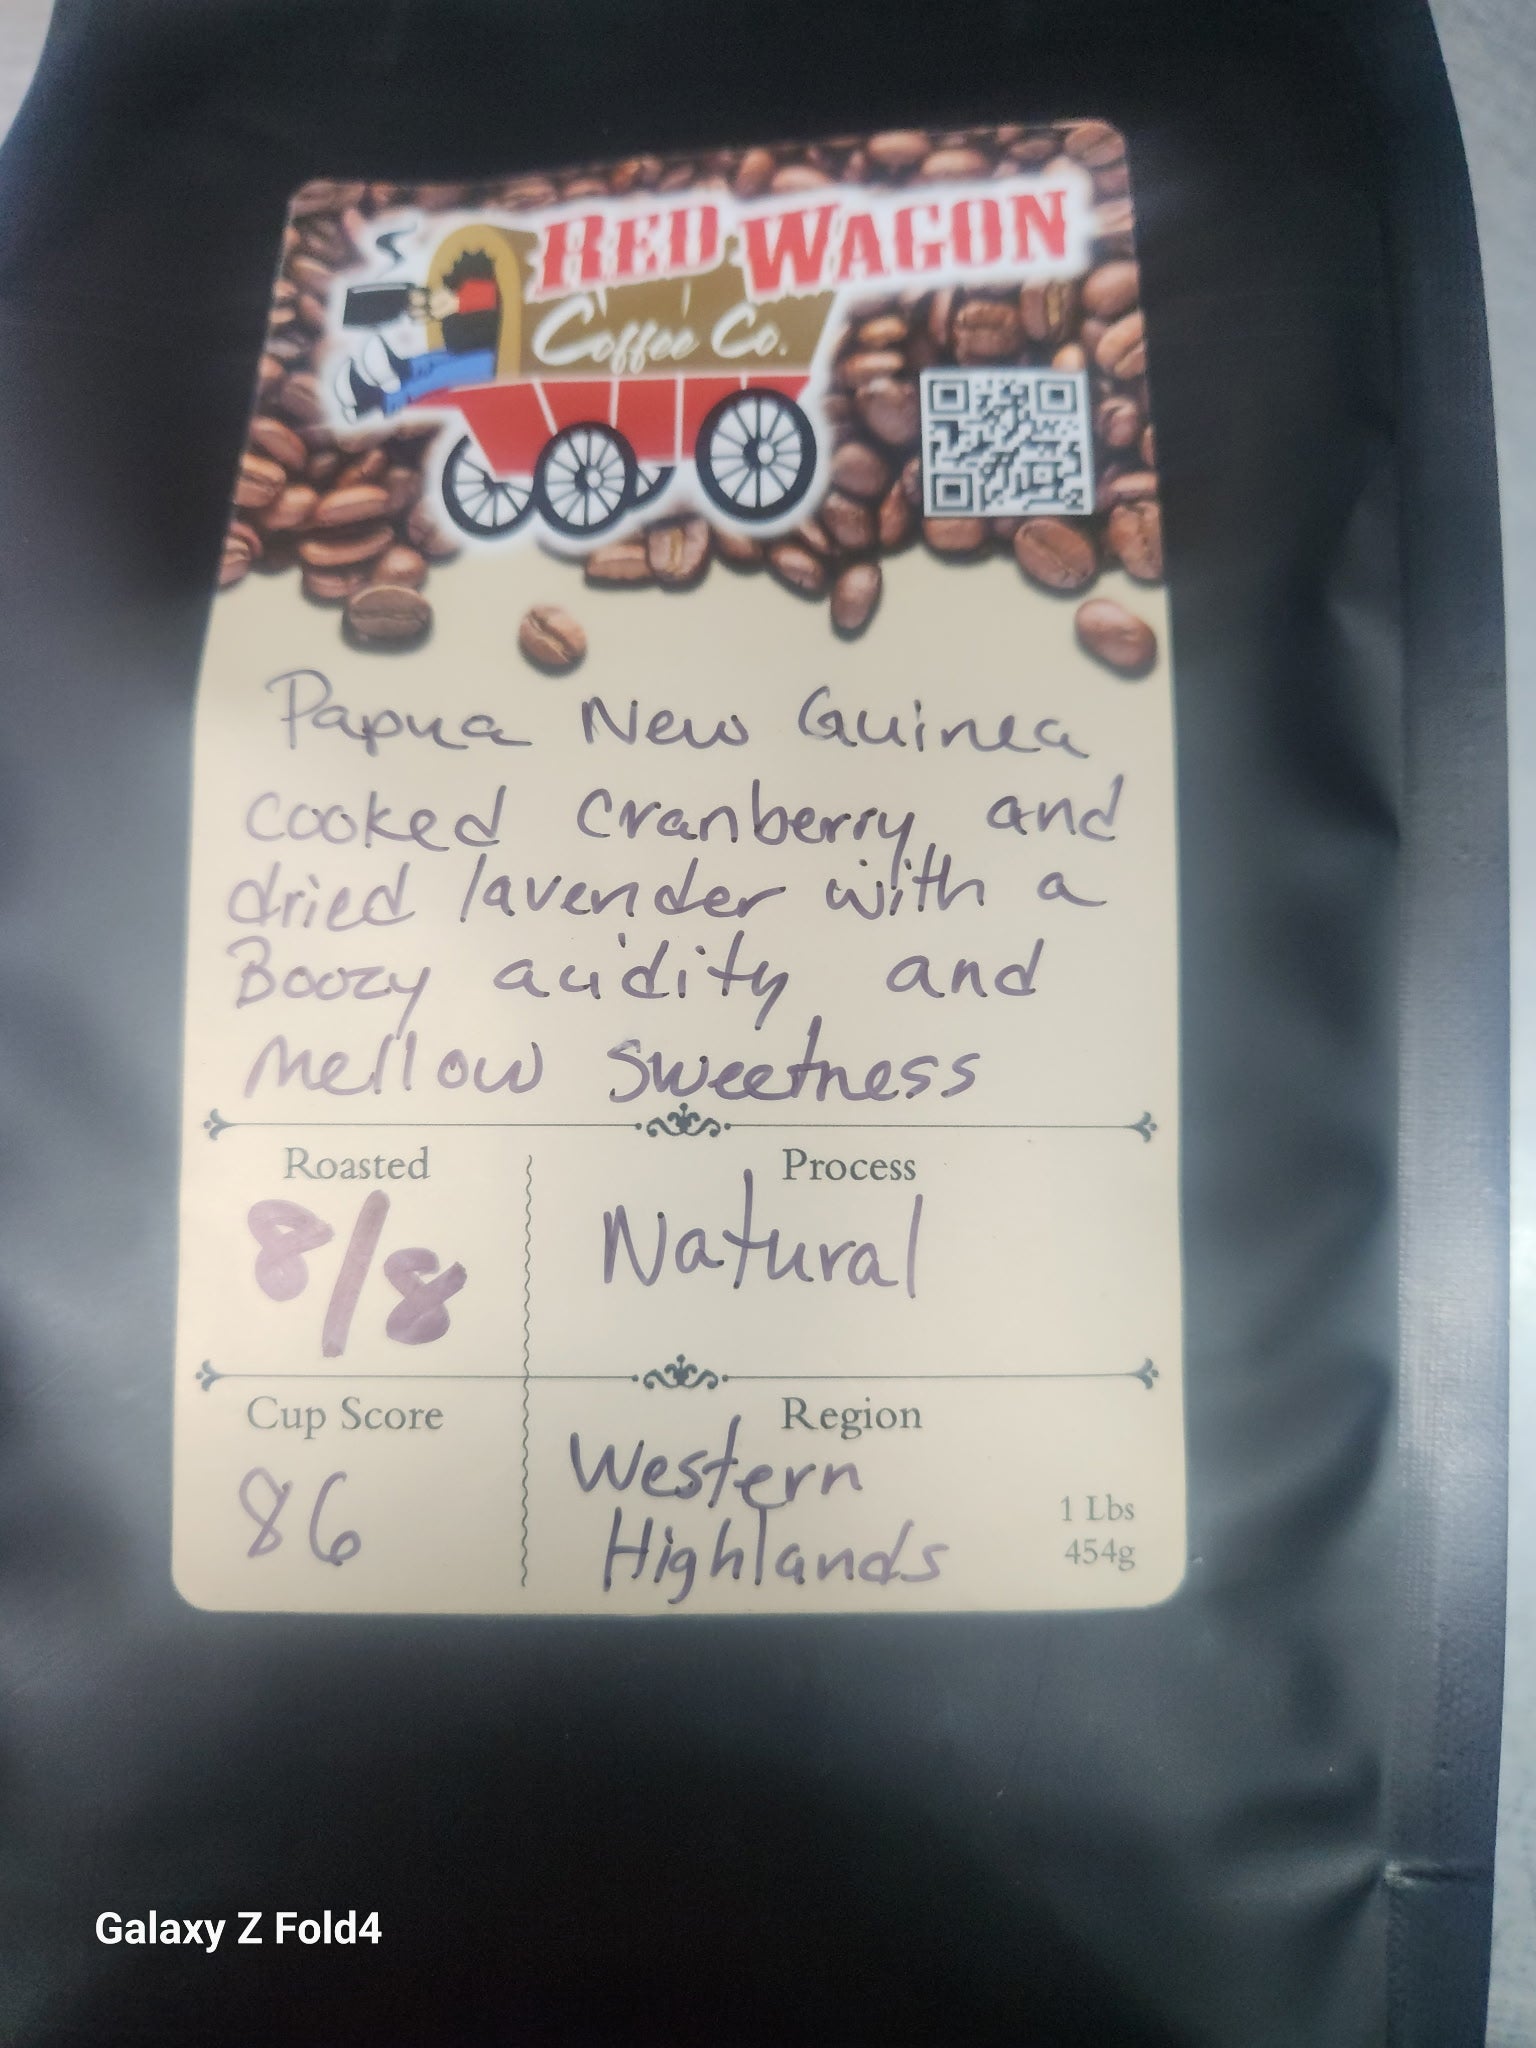 RED WAGON
Coffee Co.
Papua New Guinea
cooked cranberry and
dried lavender with a
Boozy acidity and
Mellow sweetness
Roasted
8/8
Process
Natural
Cup Score
86
Region
Western
Highlands
1 Lbs
454g
Galaxy Z Fold4